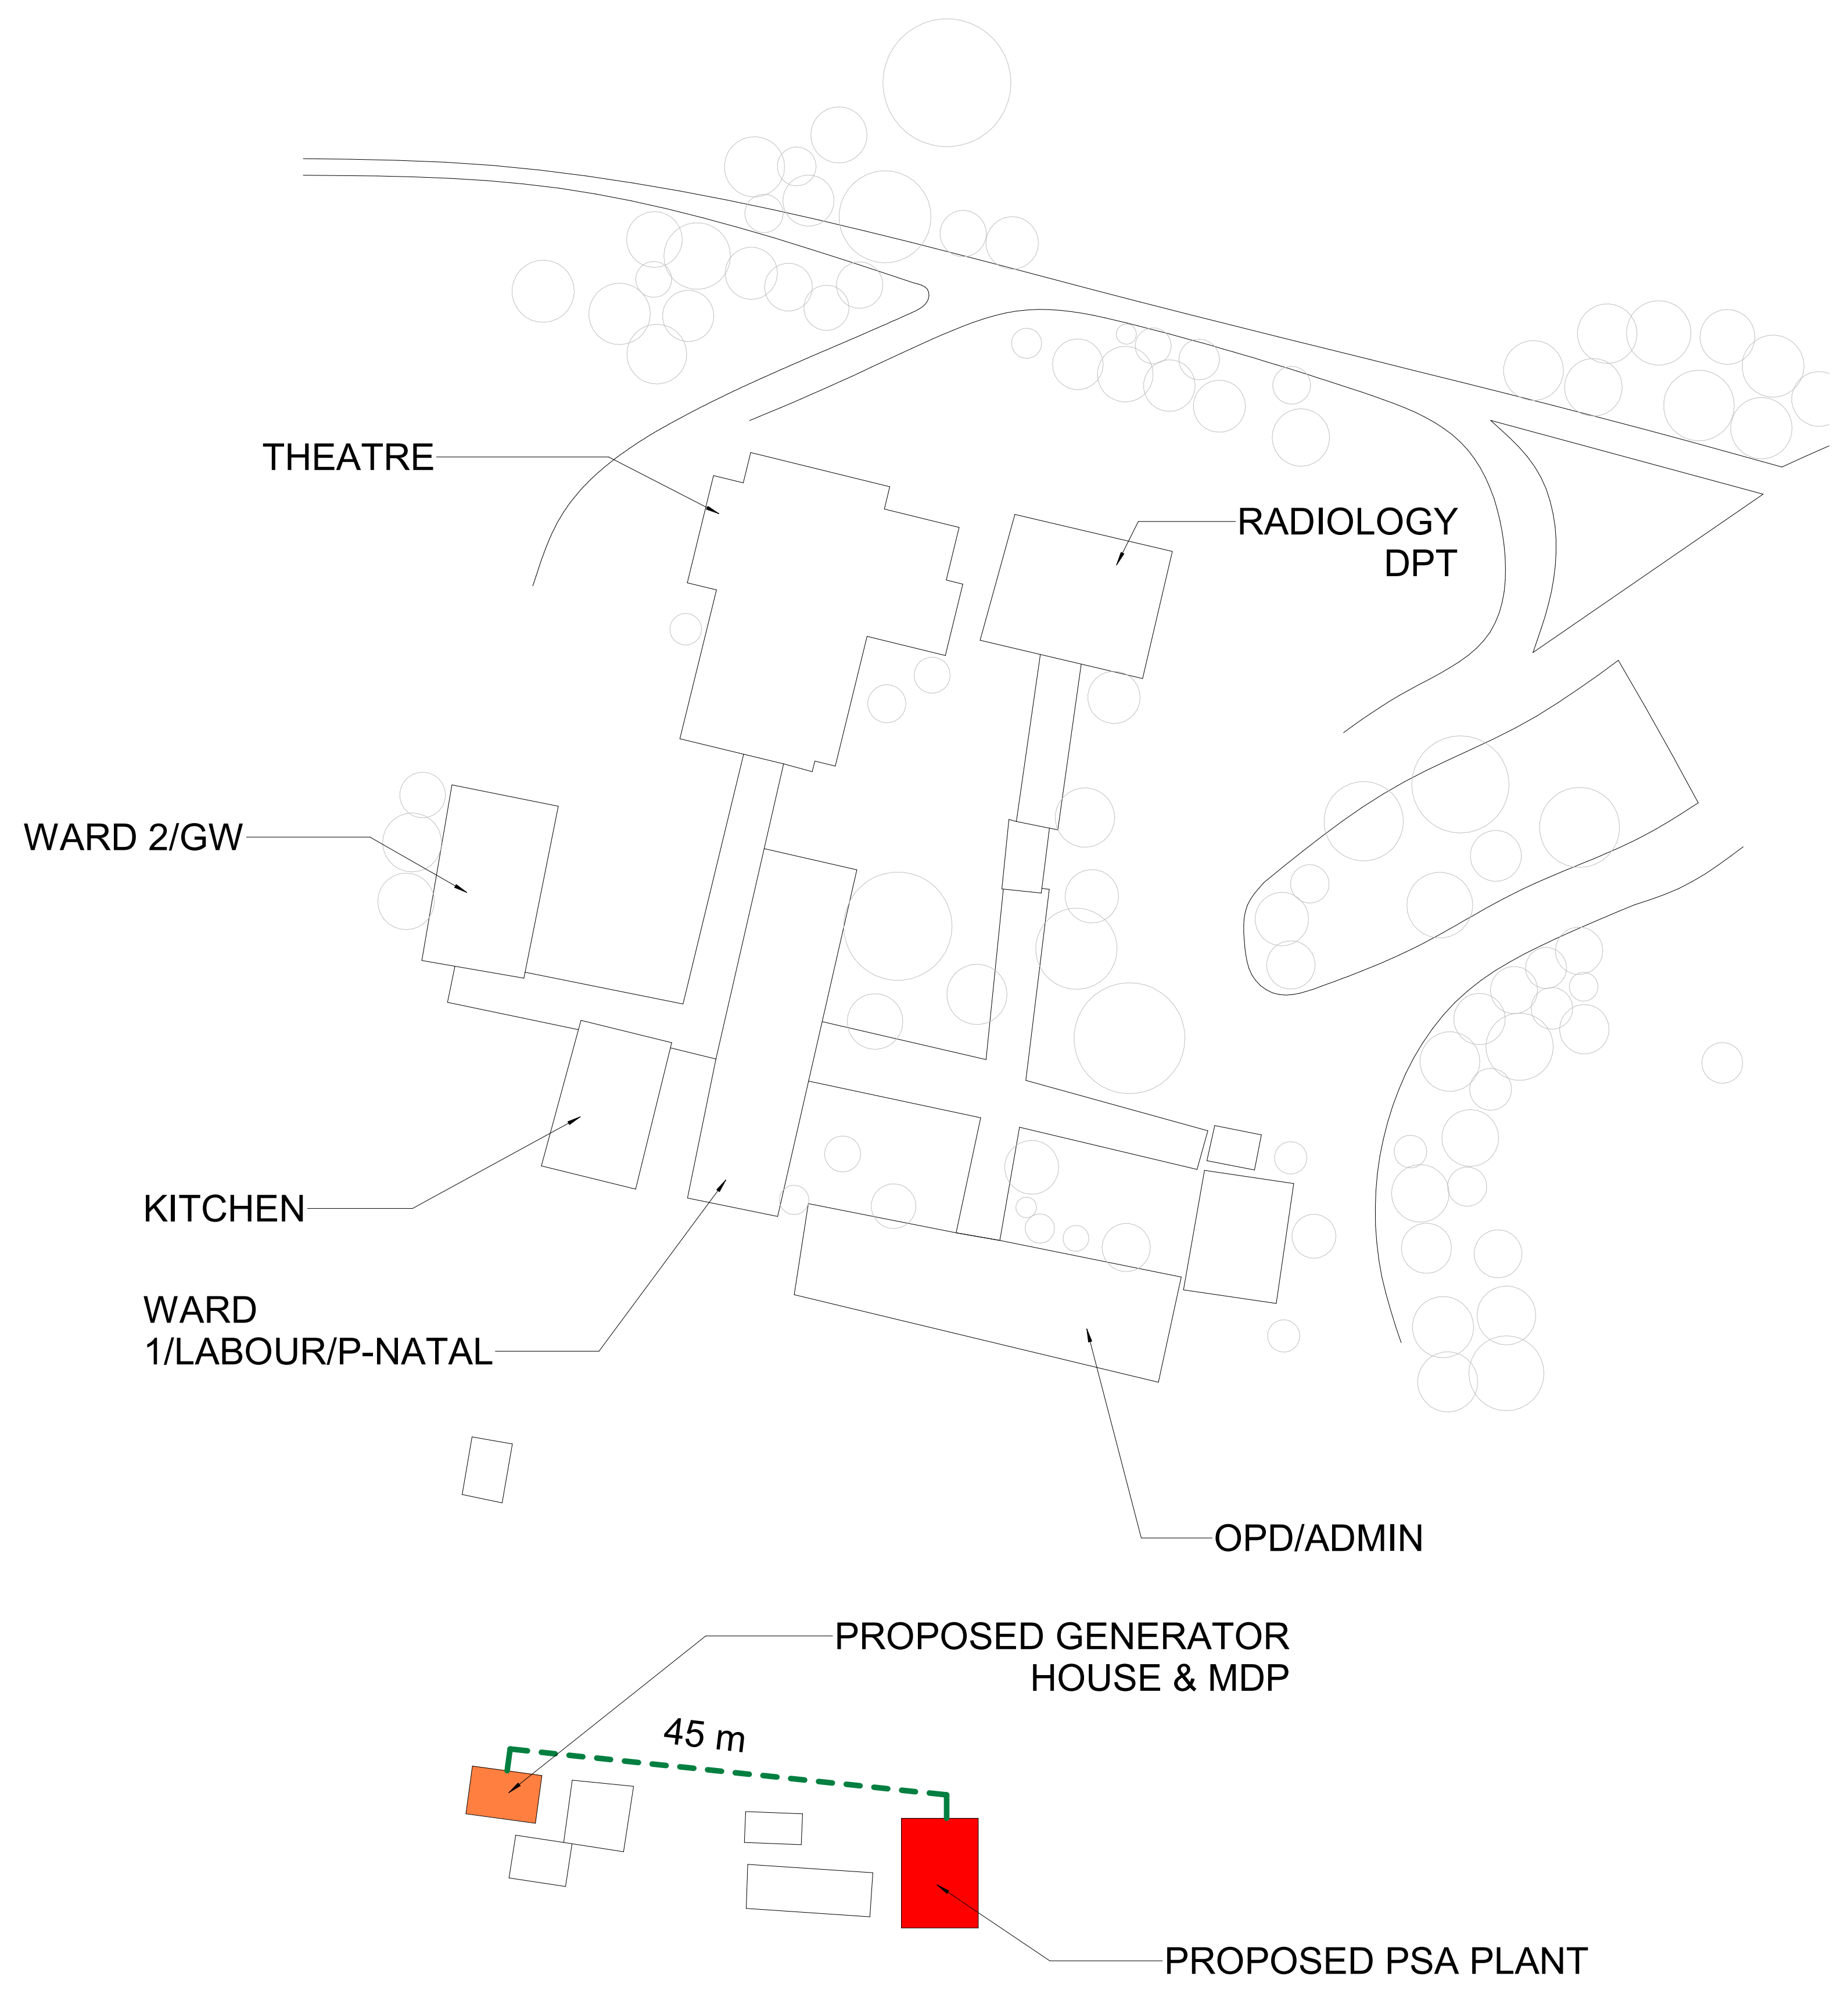 THEATRE
RADIOLOGY
DPT
WARD 2/GW
KITCHEN
WARD
1/LABOUR/P-NATAL
OPD/ADMIN
PROPOSED GENERATOR
HOUSE & MDP
45 m
PROPOSED PSA PLANT